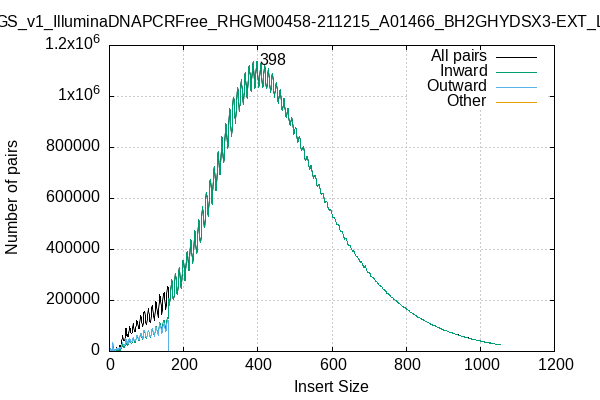 GS_v1_IlluminaDNAPCRFree_RHGM00458-211215_A01466_BH2GHYDSX3-EXT_L
1.2x10^6
1x10^6
800000
600000
400000
200000
0
Number of pairs
398
All pairs
Inward
Outward
Other
0 200 400 600 800 1000 1200
Insert Size